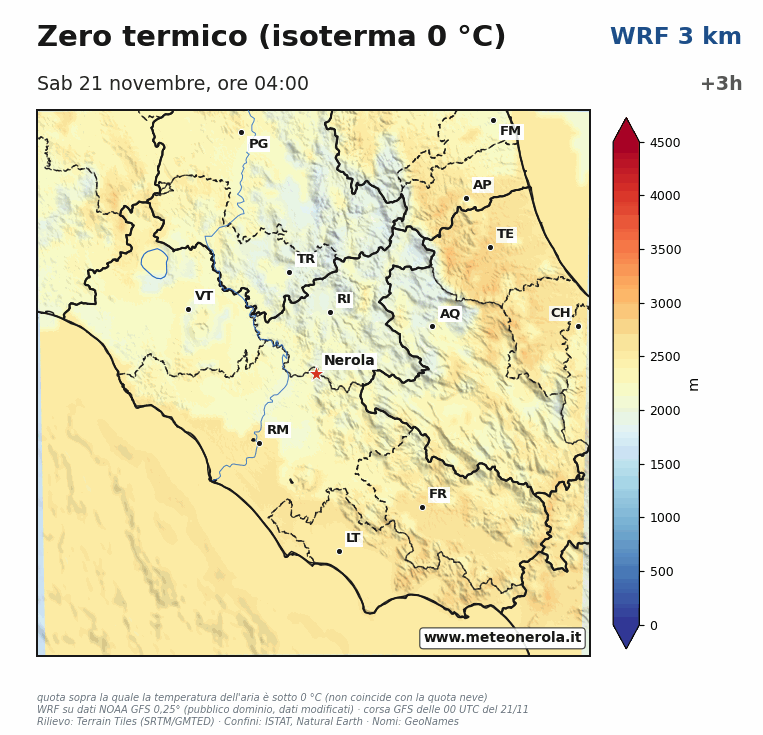 Zero termico (isoterma 0 °C)
WRF 3 km
Sab 21 novembre, ore 04:00
+3h
FM
PG
AP
TE
TR
VT
RI
AQ
CH
Nerola
RM
FR
LT
4500
4000
3500
3000
2500
2000
1500
1000
500
0
m
www.meteonerola.it
quota sopra la quale la temperatura dell'aria è sotto 0 °C (non coincide con la quota neve)
WRF su dati NOAA GFS 0,25° (pubblico dominio, dati modificati) · corsa GFS delle 00 UTC del 21/11
Rilievo: Terrain Tiles (SRTM/GMTED) · Confini: ISTAT, Natural Earth · Nomi: GeoNames